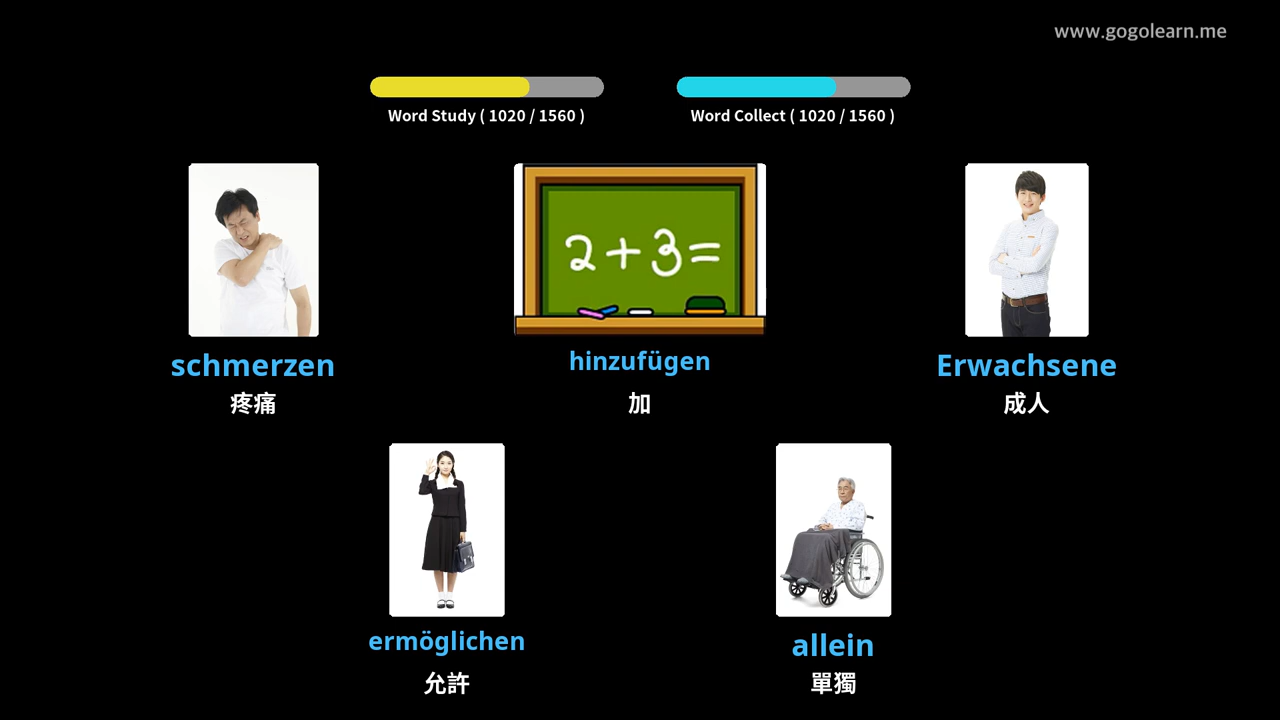 www.gogolearn.me
Word Study ( 1020 / 1560 )
Word Collect ( 1020 / 1560 )
2+3=
schmerzen
疼痛
hinzufügen
加
Erwachsene
成人
ermöglichen
允許
allein
單獨